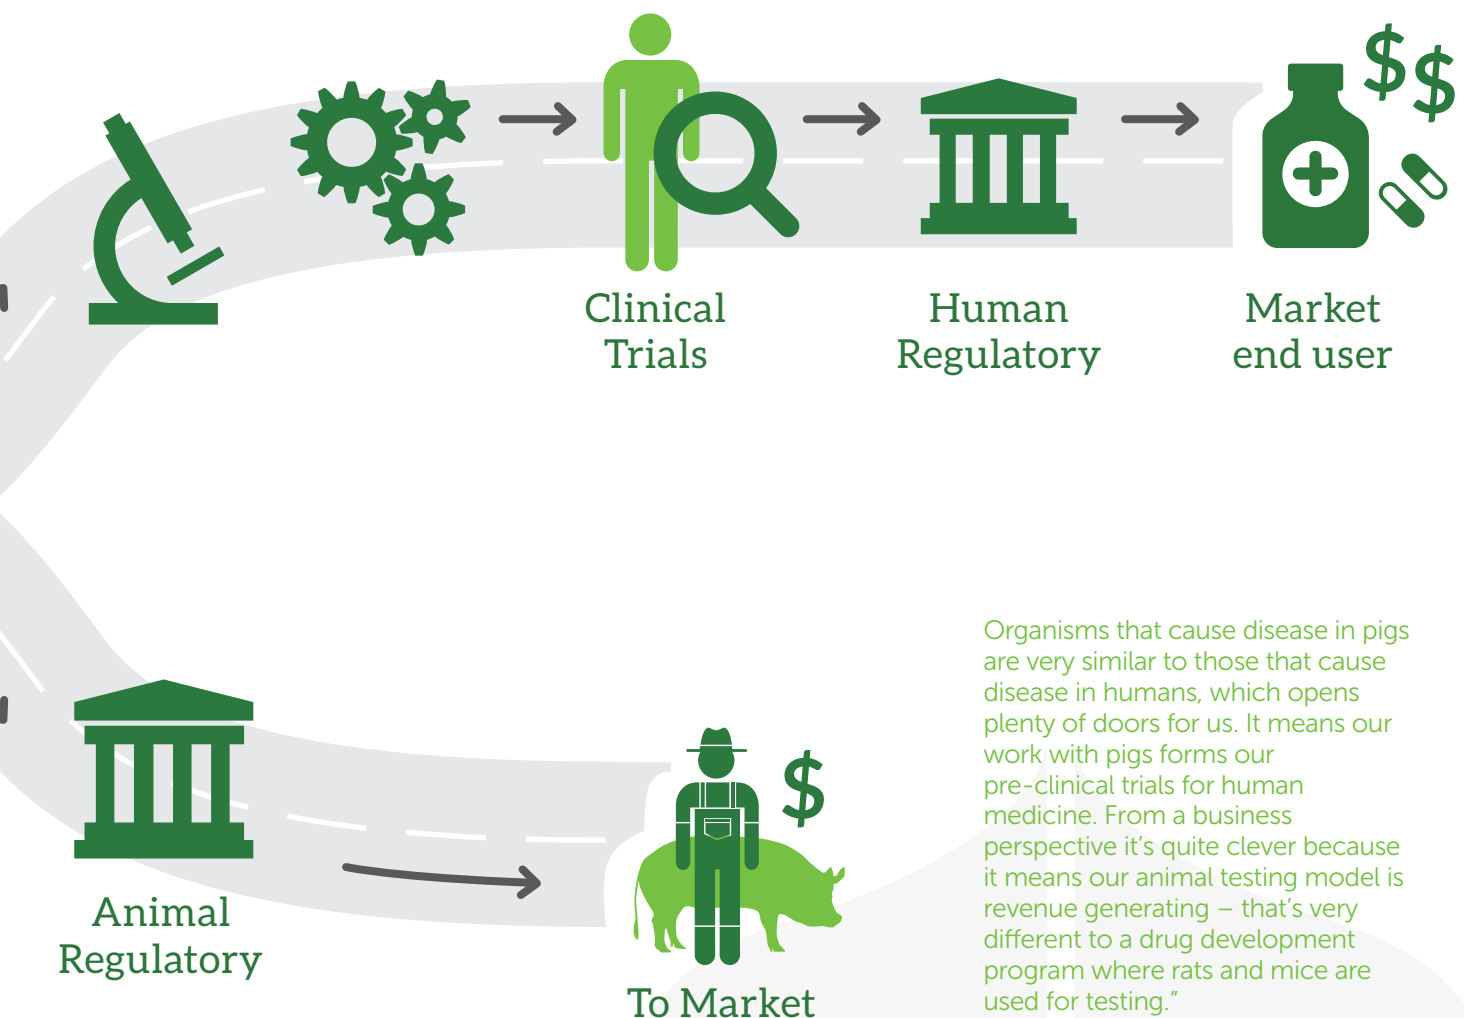 $ $
Clinical
Trials
Human
Regulatory
Market
end user
Animal
Regulatory
$
To Market
Organisms that cause disease in pigs
are very similar to those that cause
disease in humans, which opens
plenty of doors for us. It means our
work with pigs forms our
pre-clinical trials for human
medicine. From a business
perspective it’s quite clever because
it means our animal testing model is
revenue generating – that’s very
different to a drug development
program where rats and mice are
used for testing.”